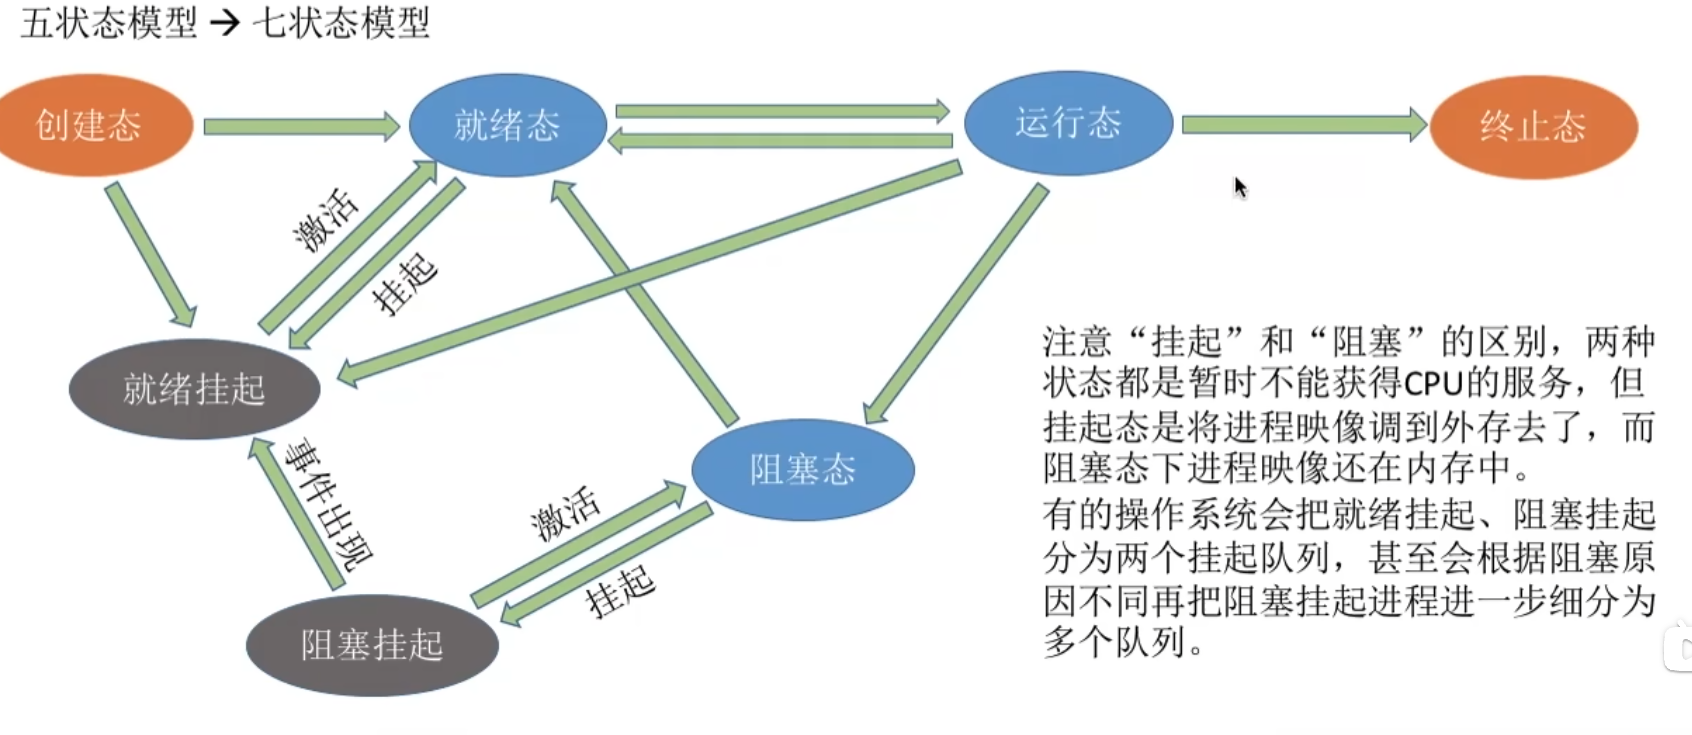 五状态模型 → 七状态模型
创建态
就绪态
运行态
终止态
激活
挂起
就绪挂起
事件出现
阻塞态
激活
挂起
阻塞挂起
注意“挂起”和“阻塞”的区别，两种
状态都是暂时不能获得CPU的服务，但
挂起态是将进程映像调到外存去了，而
阻塞态下进程映像还在内存中。
有的操作系统会把就绪挂起、阻塞挂起
分为两个挂起队列，甚至会根据阻塞原
因不同再把阻塞挂起进程进一步细分为
多个队列。